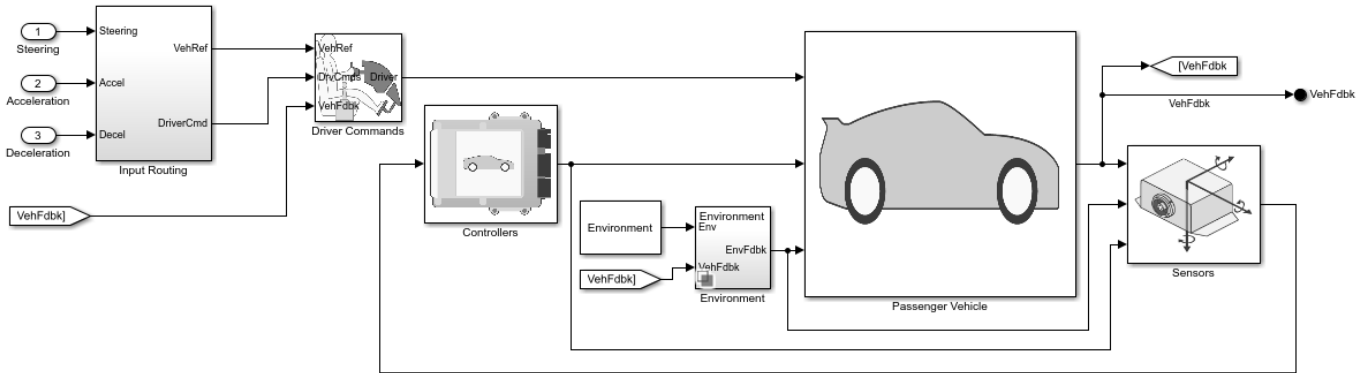 1
Steering
2
Acceleration
3
Deceleration
Steering
Accel
Decel
VehRef
DriverCmd
Input Routing
VehFdbk]
VehRef
DrvCmds
VehFdbk
Driver
Driver Commands
Controllers
Environment
VehFdbk]
Environment
Env
VehFdbk
EnvFdbk
Environment
Passenger Vehicle
[VehFdbk
VehFdbk
VehFdbk
Sensors